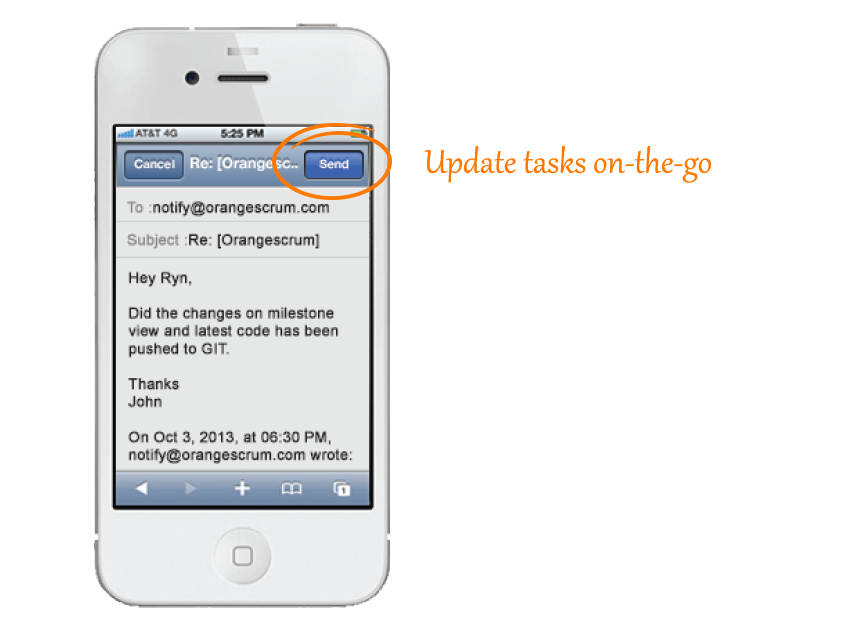 AT&T 4G 5:25 PM
Cancel Re: [Orangesc.. Send
Update tasks on-the-go
To :notify@orangescrum.com
Subject :Re: [Orangescrum]
Hey Ryn,
Did the changes on milestone
view and latest code has been
pushed to GIT.
Thanks
John
On Oct 3, 2013, at 06:30 PM,
notify@orangescrum.com wrote:
1